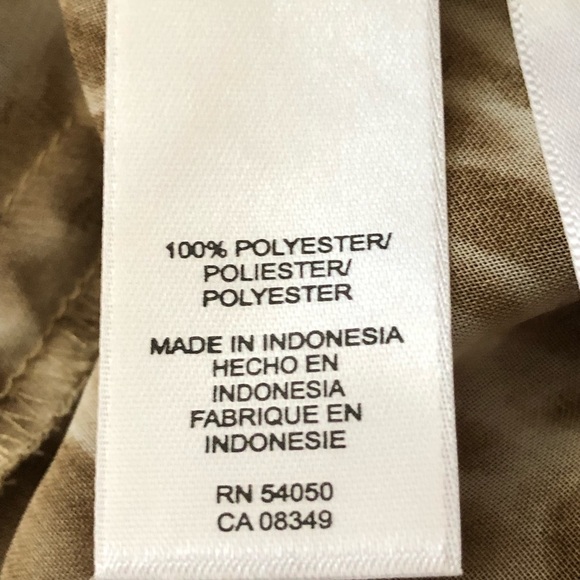 100% POLYESTER/
POLIESTER/
POLYESTER
MADE IN INDONESIA
HECHO EN
INDONESIA
FABRIQUE EN
INDONESIE
RN 54050
CA 08349